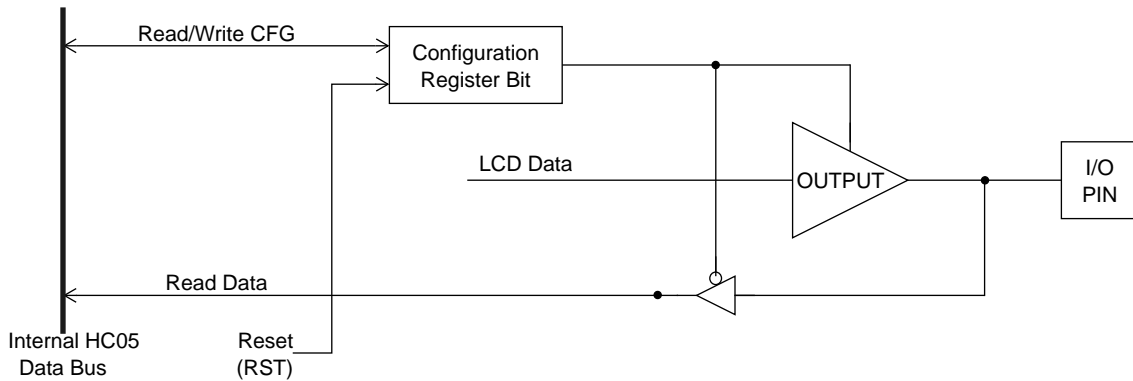 Read/Write CFG
Configuration
Register Bit
LCD Data
OUTPUT
I/O
PIN
Read Data
Internal HC05
Data Bus
Reset
(RST)